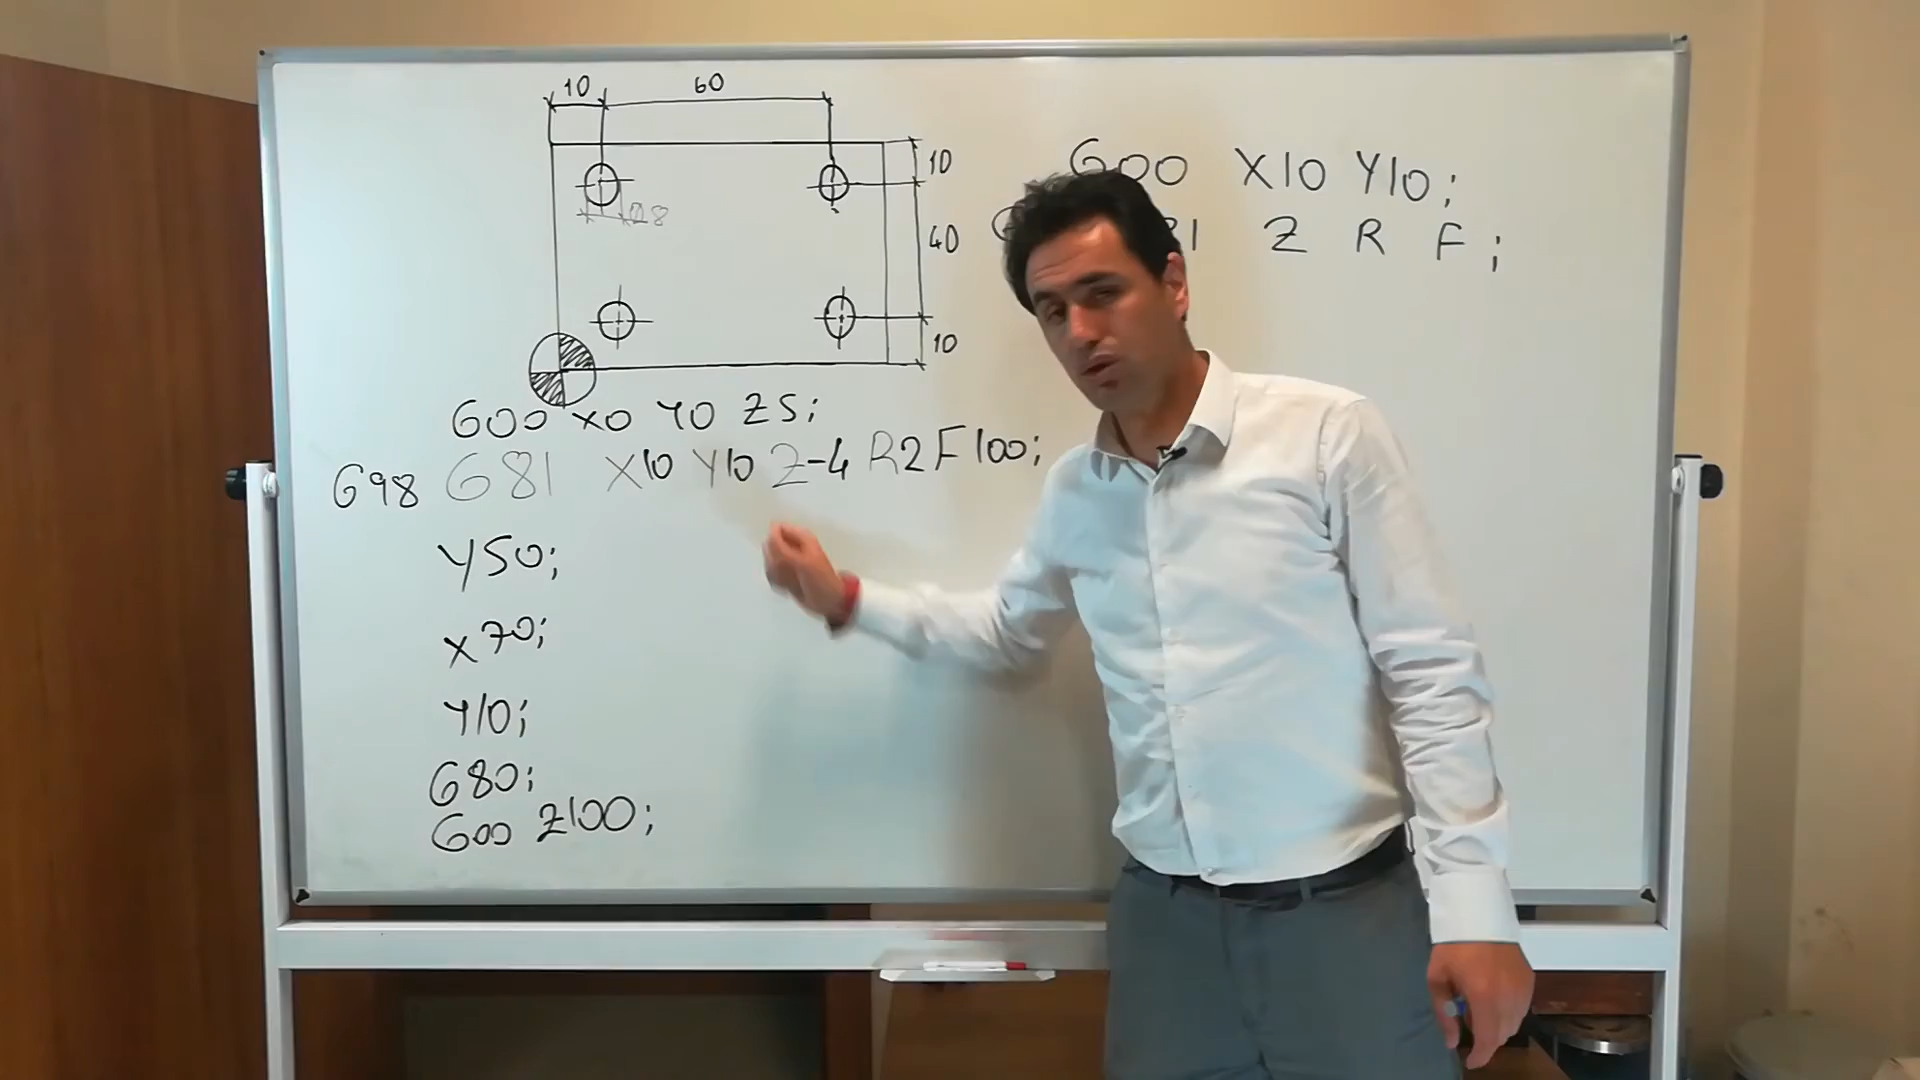 10 60
10
Ø8
40
10
G00 X10 Y10;
81 Z R F ;
G00 X0 Y0 Z5;
G98 G81 X10 Y10 Z-4 R2 F100;
Y50;
X70;
Y10;
G80;
G00 Z100;